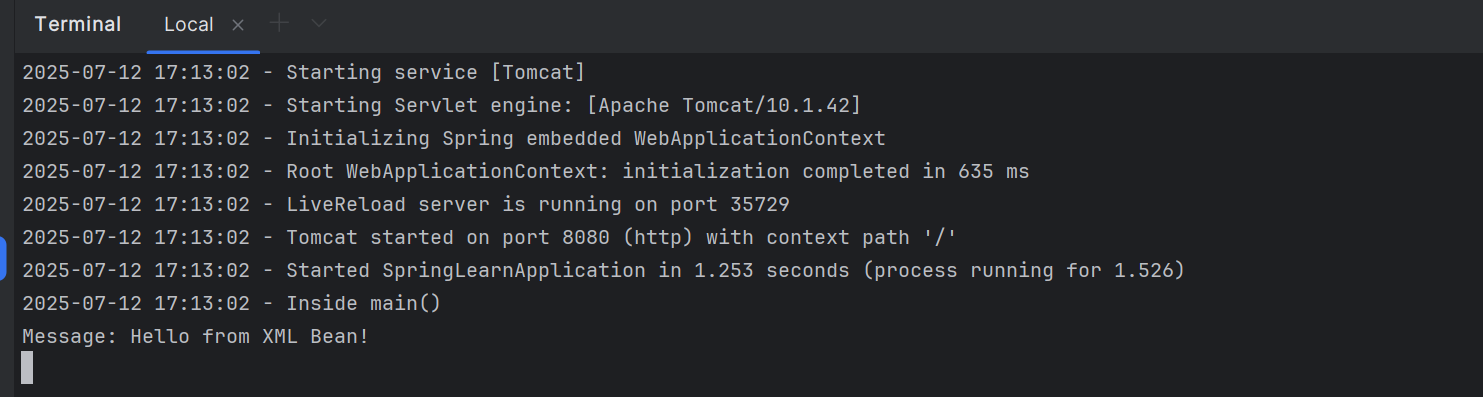 Terminal Local
2025-07-12 17:13:02 - Starting service [Tomcat]
2025-07-12 17:13:02 - Starting Servlet engine: [Apache Tomcat/10.1.42]
2025-07-12 17:13:02 - Initializing Spring embedded WebApplicationContext
2025-07-12 17:13:02 - Root WebApplicationContext: initialization completed in 635 ms
2025-07-12 17:13:02 - LiveReload server is running on port 35729
2025-07-12 17:13:02 - Tomcat started on port 8080 (http) with context path '/'
2025-07-12 17:13:02 - Started SpringLearnApplication in 1.253 seconds (process running for 1.526)
2025-07-12 17:13:02 - Inside main()
Message: Hello from XML Bean!